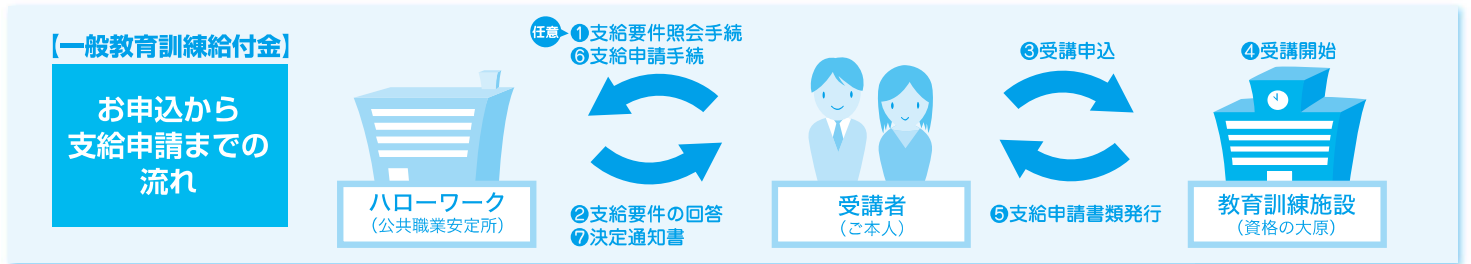 【一般教育訓練給付金】
お申込から
支給申請までの
流れ
任意
❶支給要件照会手続
❻支給申請手続
ハローワーク
（公共職業安定所）
❷支給要件の回答
❼決定通知書
受講者
（ご本人）
❸受講申込
❺支給申請書類発行
❹受講開始
教育訓練施設
（資格の大原）